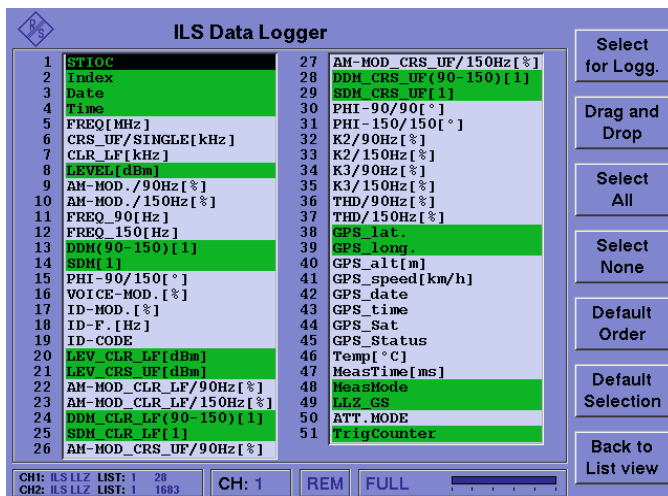 R/S
ILS Data Logger
1 STIOC
2 Index
3 Date
4 Time
5 FREQ[MHz]
6 CRS_UF/SINGLE[kHz]
7 CLR_LF[kHz]
8 LEVEL[dBm]
9 AM-MOD./90Hz[%]
10 AM-MOD./150Hz[%]
11 FREQ_90[Hz]
12 FREQ_150[Hz]
13 DDM(90-150)[1]
14 SDM[1]
15 PHI-90/150[°]
16 VOICE-MOD.[%]
17 ID-MOD.[%]
18 ID-F.[Hz]
19 ID-CODE
20 LEV_CLR_LF[dBm]
21 LEV_CRS_UF[dBm]
22 AM-MOD_CLR_LF/90Hz[%]
23 AM-MOD_CLR_LF/150Hz[%]
24 DDM_CLR_LF(90-150)[1]
25 SDM_CLR_LF[1]
26 AM-MOD_CRS_UF/90Hz[%]
27 AM-MOD_CRS_UF/150Hz[%]
28 DDM_CRS_UF(90-150)[1]
29 SDM_CRS_UF[1]
30 PHI-90/90[°]
31 PHI-150/150[°]
32 K2/90Hz[%]
33 K2/150Hz[%]
34 K3/90Hz[%]
35 K3/150Hz[%]
36 THD/90Hz[%]
37 THD/150Hz[%]
38 GPS_lat.
39 GPS_long.
40 GPS_alt[m]
41 GPS_speed[km/h]
42 GPS_date
43 GPS_time
44 GPS_Sat
45 GPS_Status
46 Temp[°C]
47 MeasTime[ms]
48 MeasMode
49 LLZ_GS
50 ATT.MODE
51 TrigCounter
Select
for Logg.
Drag and
Drop
Select
All
Select
None
Default
Order
Default
Selection
Back to
List view
CH1: ILS LLZ LIST: 1 28
CH2: ILS LLZ LIST: 1 1683
CH: 1
REM
FULL